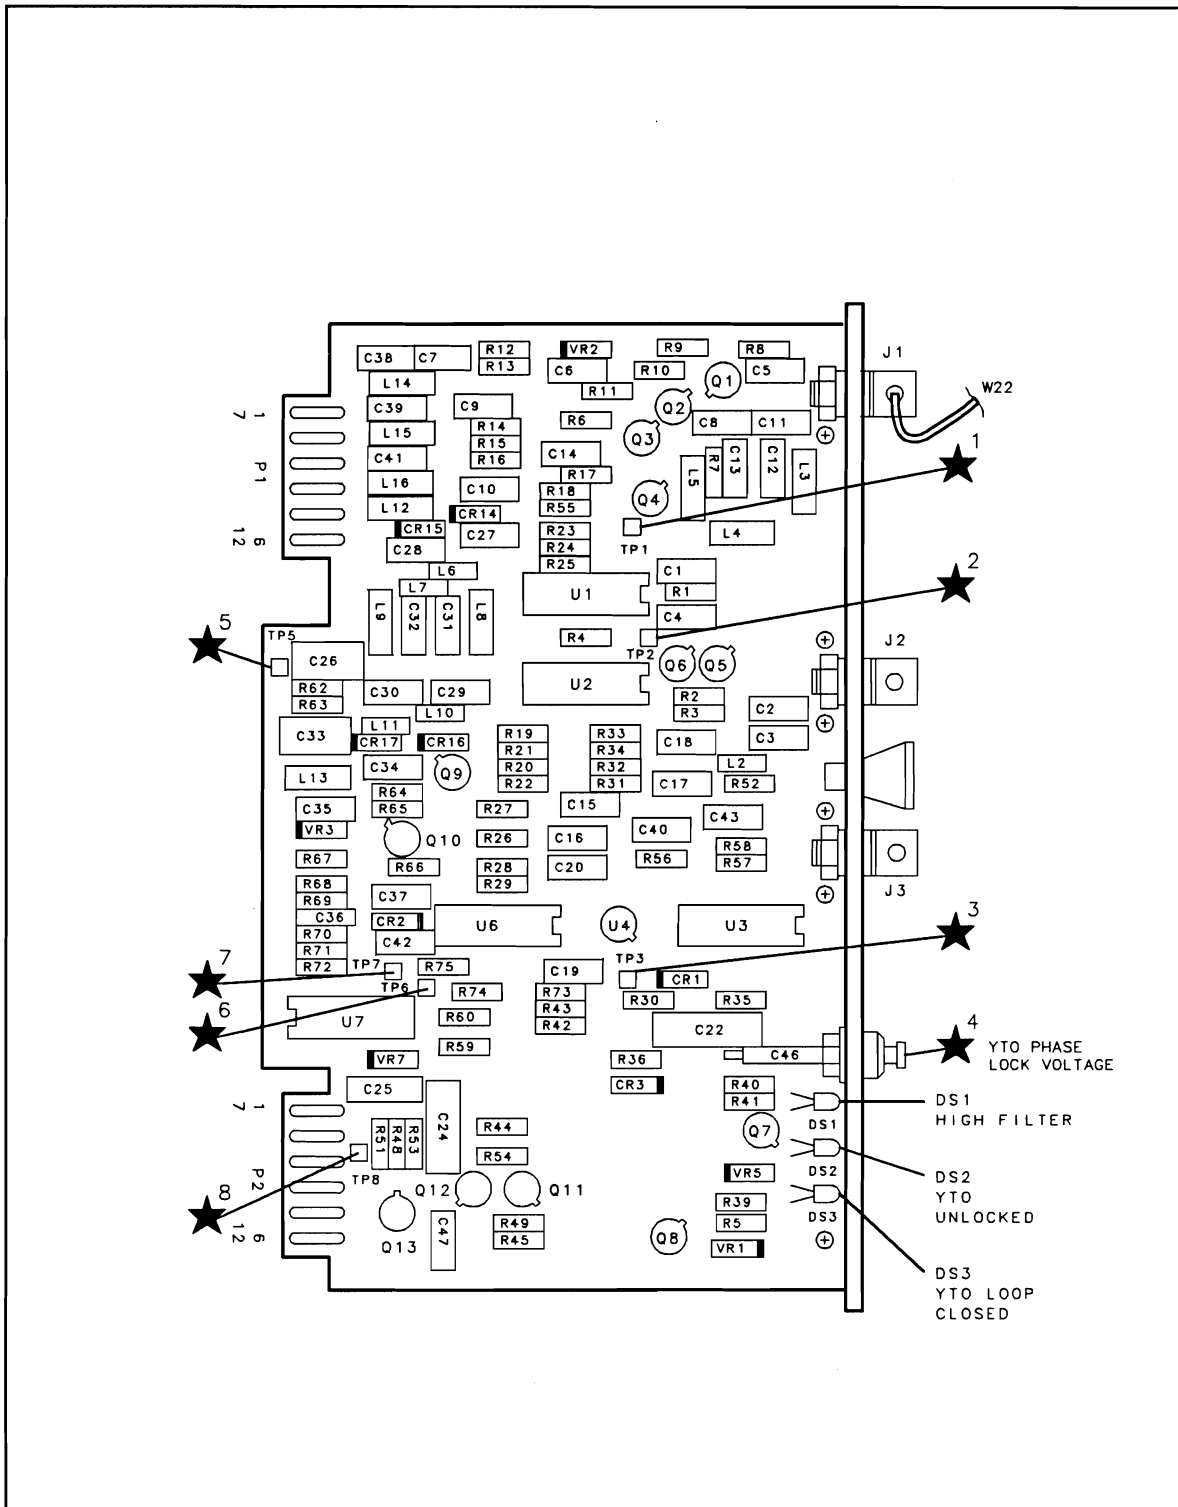 C38 C7 R12 VR2 R9 R8 J1
R13 C6 R10 Q1 C5
L14 R11 W22
1 C39 C9 R6 Q2 C8 C11
7 L15 R14 Q3 1
P1 C41 R15 C14 R7 C13 C12 L3
L16 R16 R17 L5
L12 C10 R18 Q4
CR15 CR14 R55
12 6 C28 C27 R23 TP1 L4
L6 R24 2
L7 R25 C1
L9 C32 C31 L8 U1 R1
C4
5 TP5 R4 TP2 J2
C26 U2 Q6 Q5
R62 C30 C29 R2
R63 L10 R3 C2
C33 L11 R19 R33 C18 C3
CR17 CR16 R21 R34 L2
L13 C34 Q9 R20 R32 R52
R64 R22 R31 C17
C35 R65 R27 C15 C43
VR3 Q10 R26 C16 C40
R67 R66 R28 C20 R56 R58
R68 R29 R57 J3
R69 C37
C36 CR2 U6 U4 U3 3
R70 C42
R71
R72 TP7 R75 C19 TP3 CR1
7 TP6 R74 R73 R30 R35
6 U7 R60 R43 C22 4
R42 C46 YTO PHASE
R59 LOCK VOLTAGE
VR7 R36
C25 CR3 R40 DS1
1 R41 HIGH FILTER
7 R51 R48 R53 C24 R44 Q7 DS1
P2 TP8 R54 VR5 DS2 DS2
8 Q12 Q11 YTO
R39 UNLOCKED
12 6 Q13 C47 R49 R5 DS3
R45 Q8 VR1
DS3
YTO LOOP
CLOSED